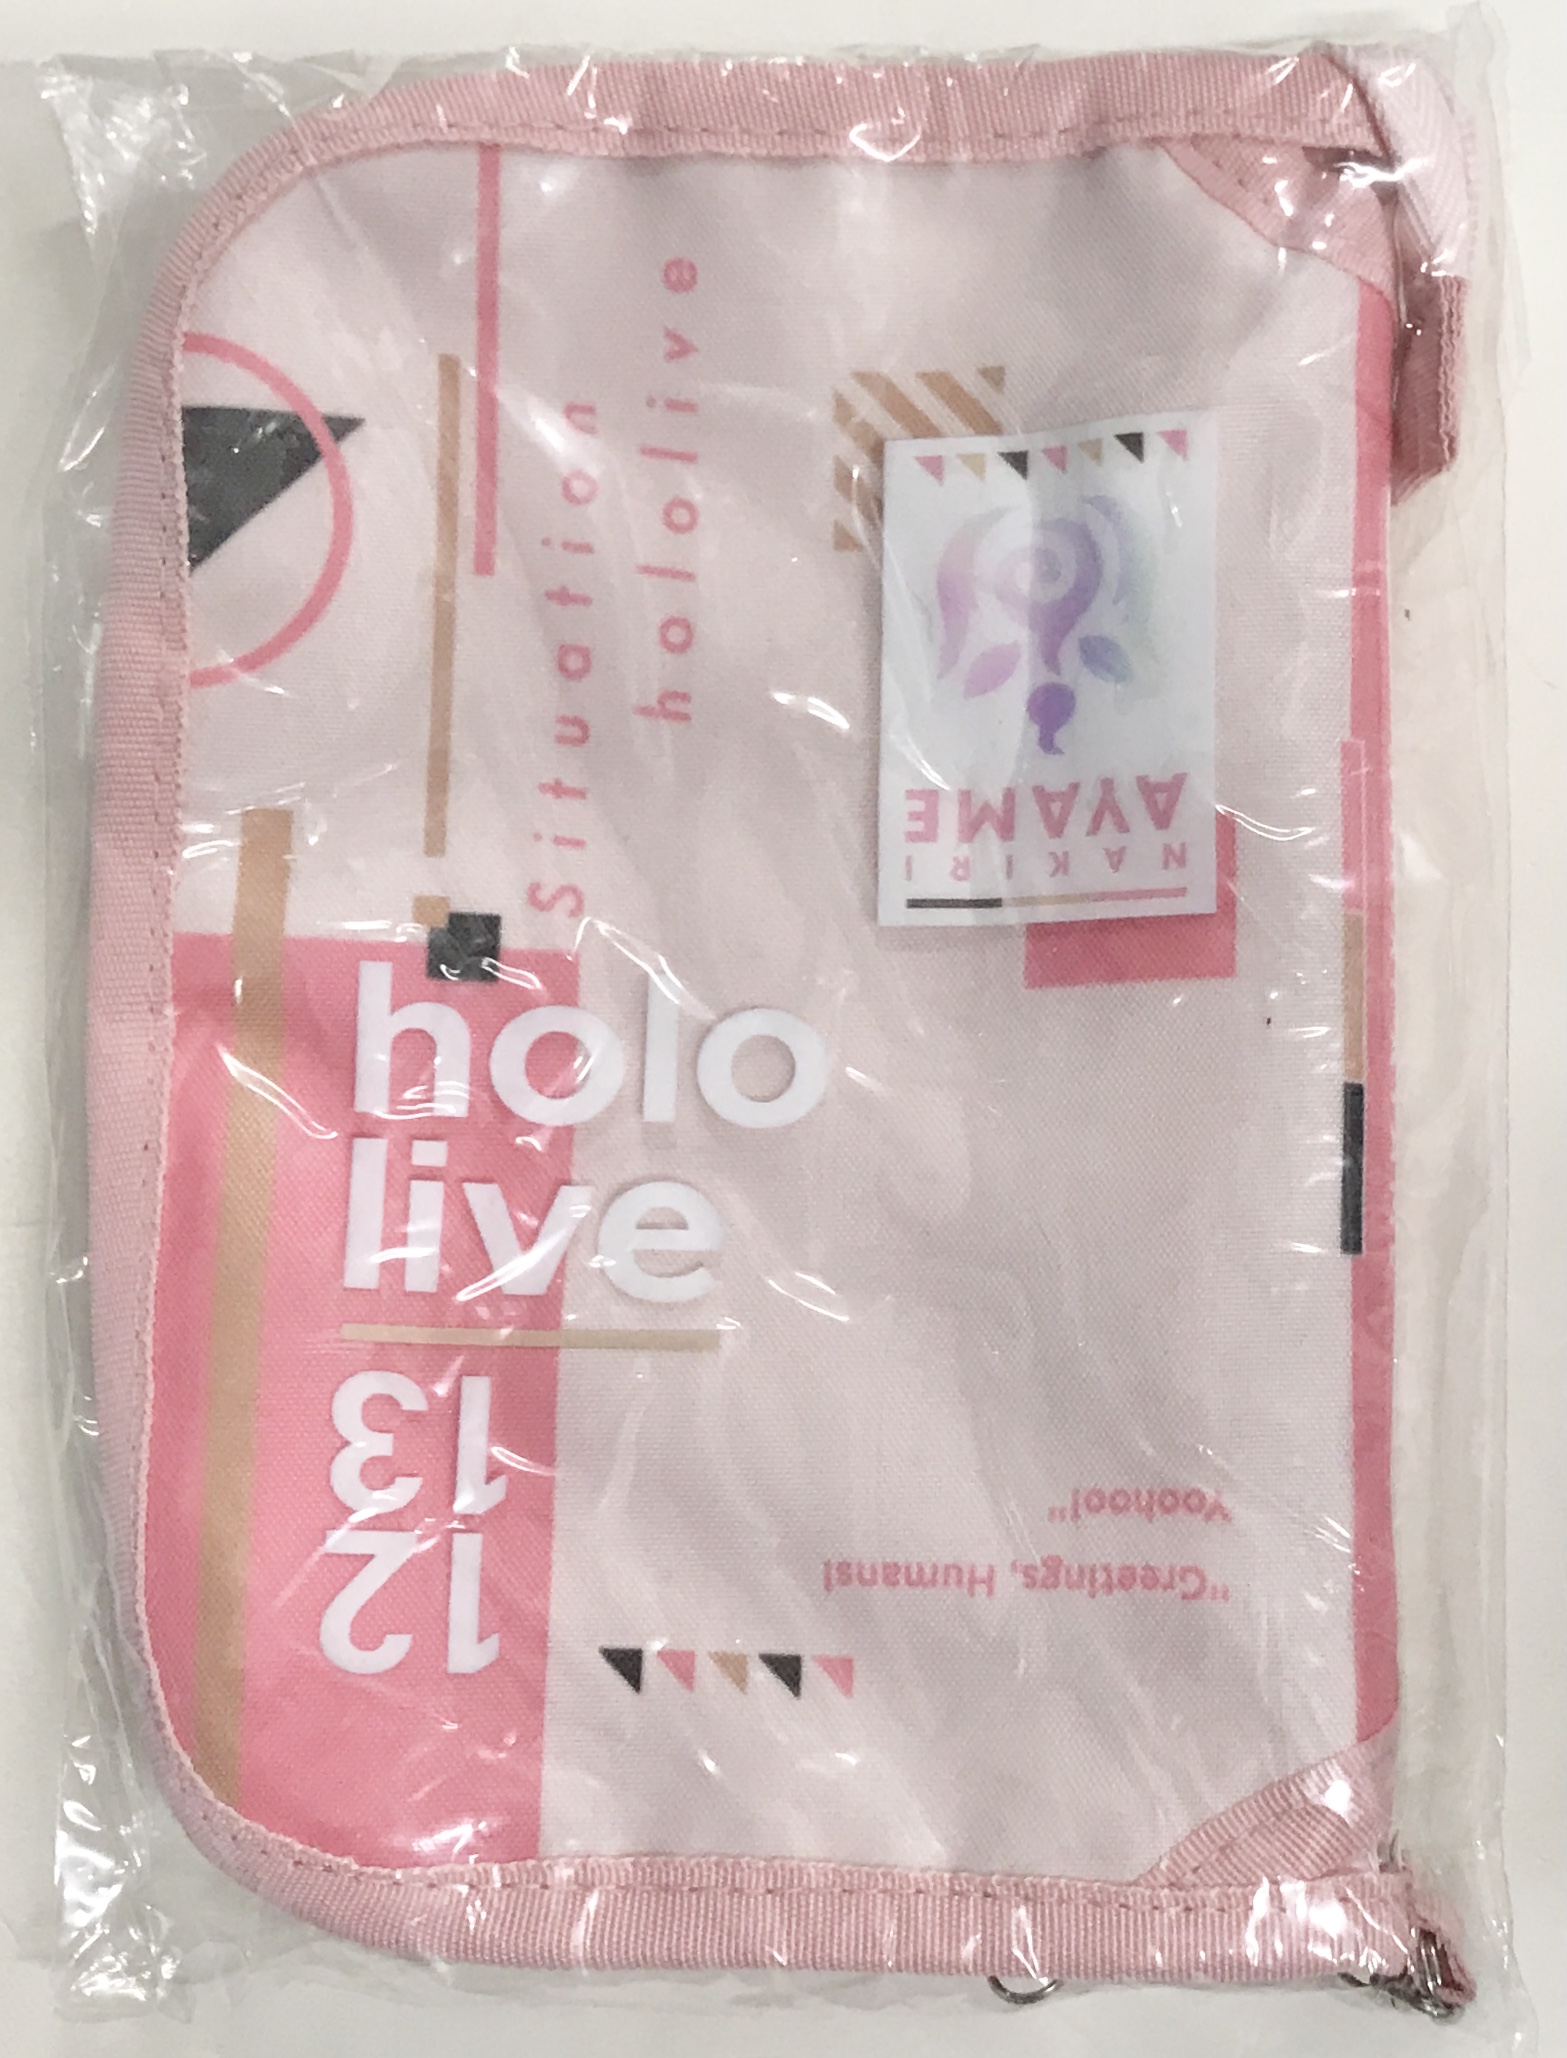 Situation
hololive
holo
live
12
13
NAKIRI
AYAME
"Greetings, Humans!
Yoohoo!"